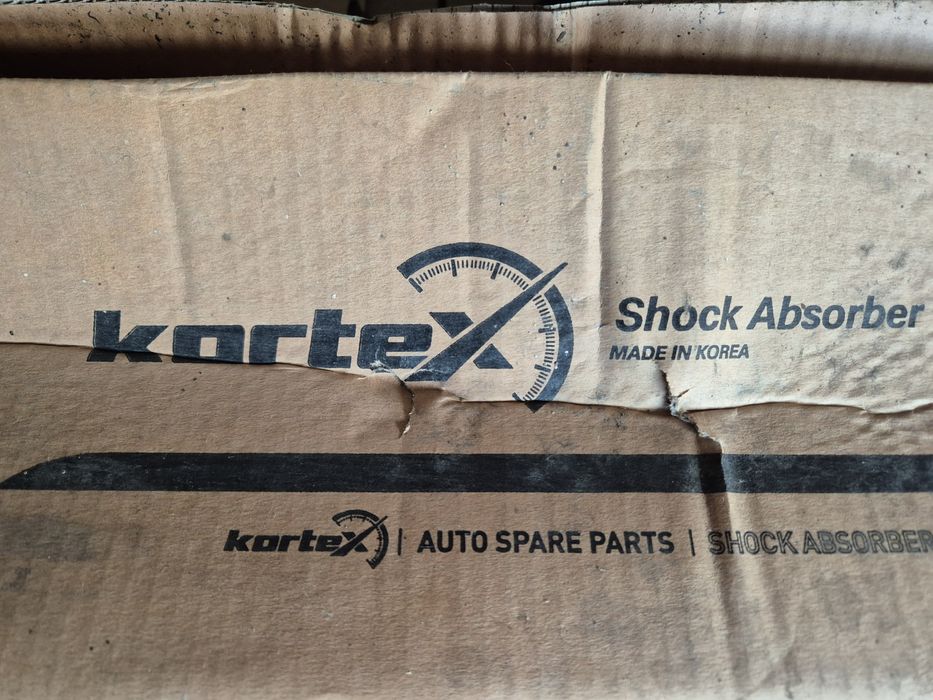 kortex
Shock Absorber
MADE IN KOREA
kortex | AUTO SPARE PARTS | SHOCK ABSORBER